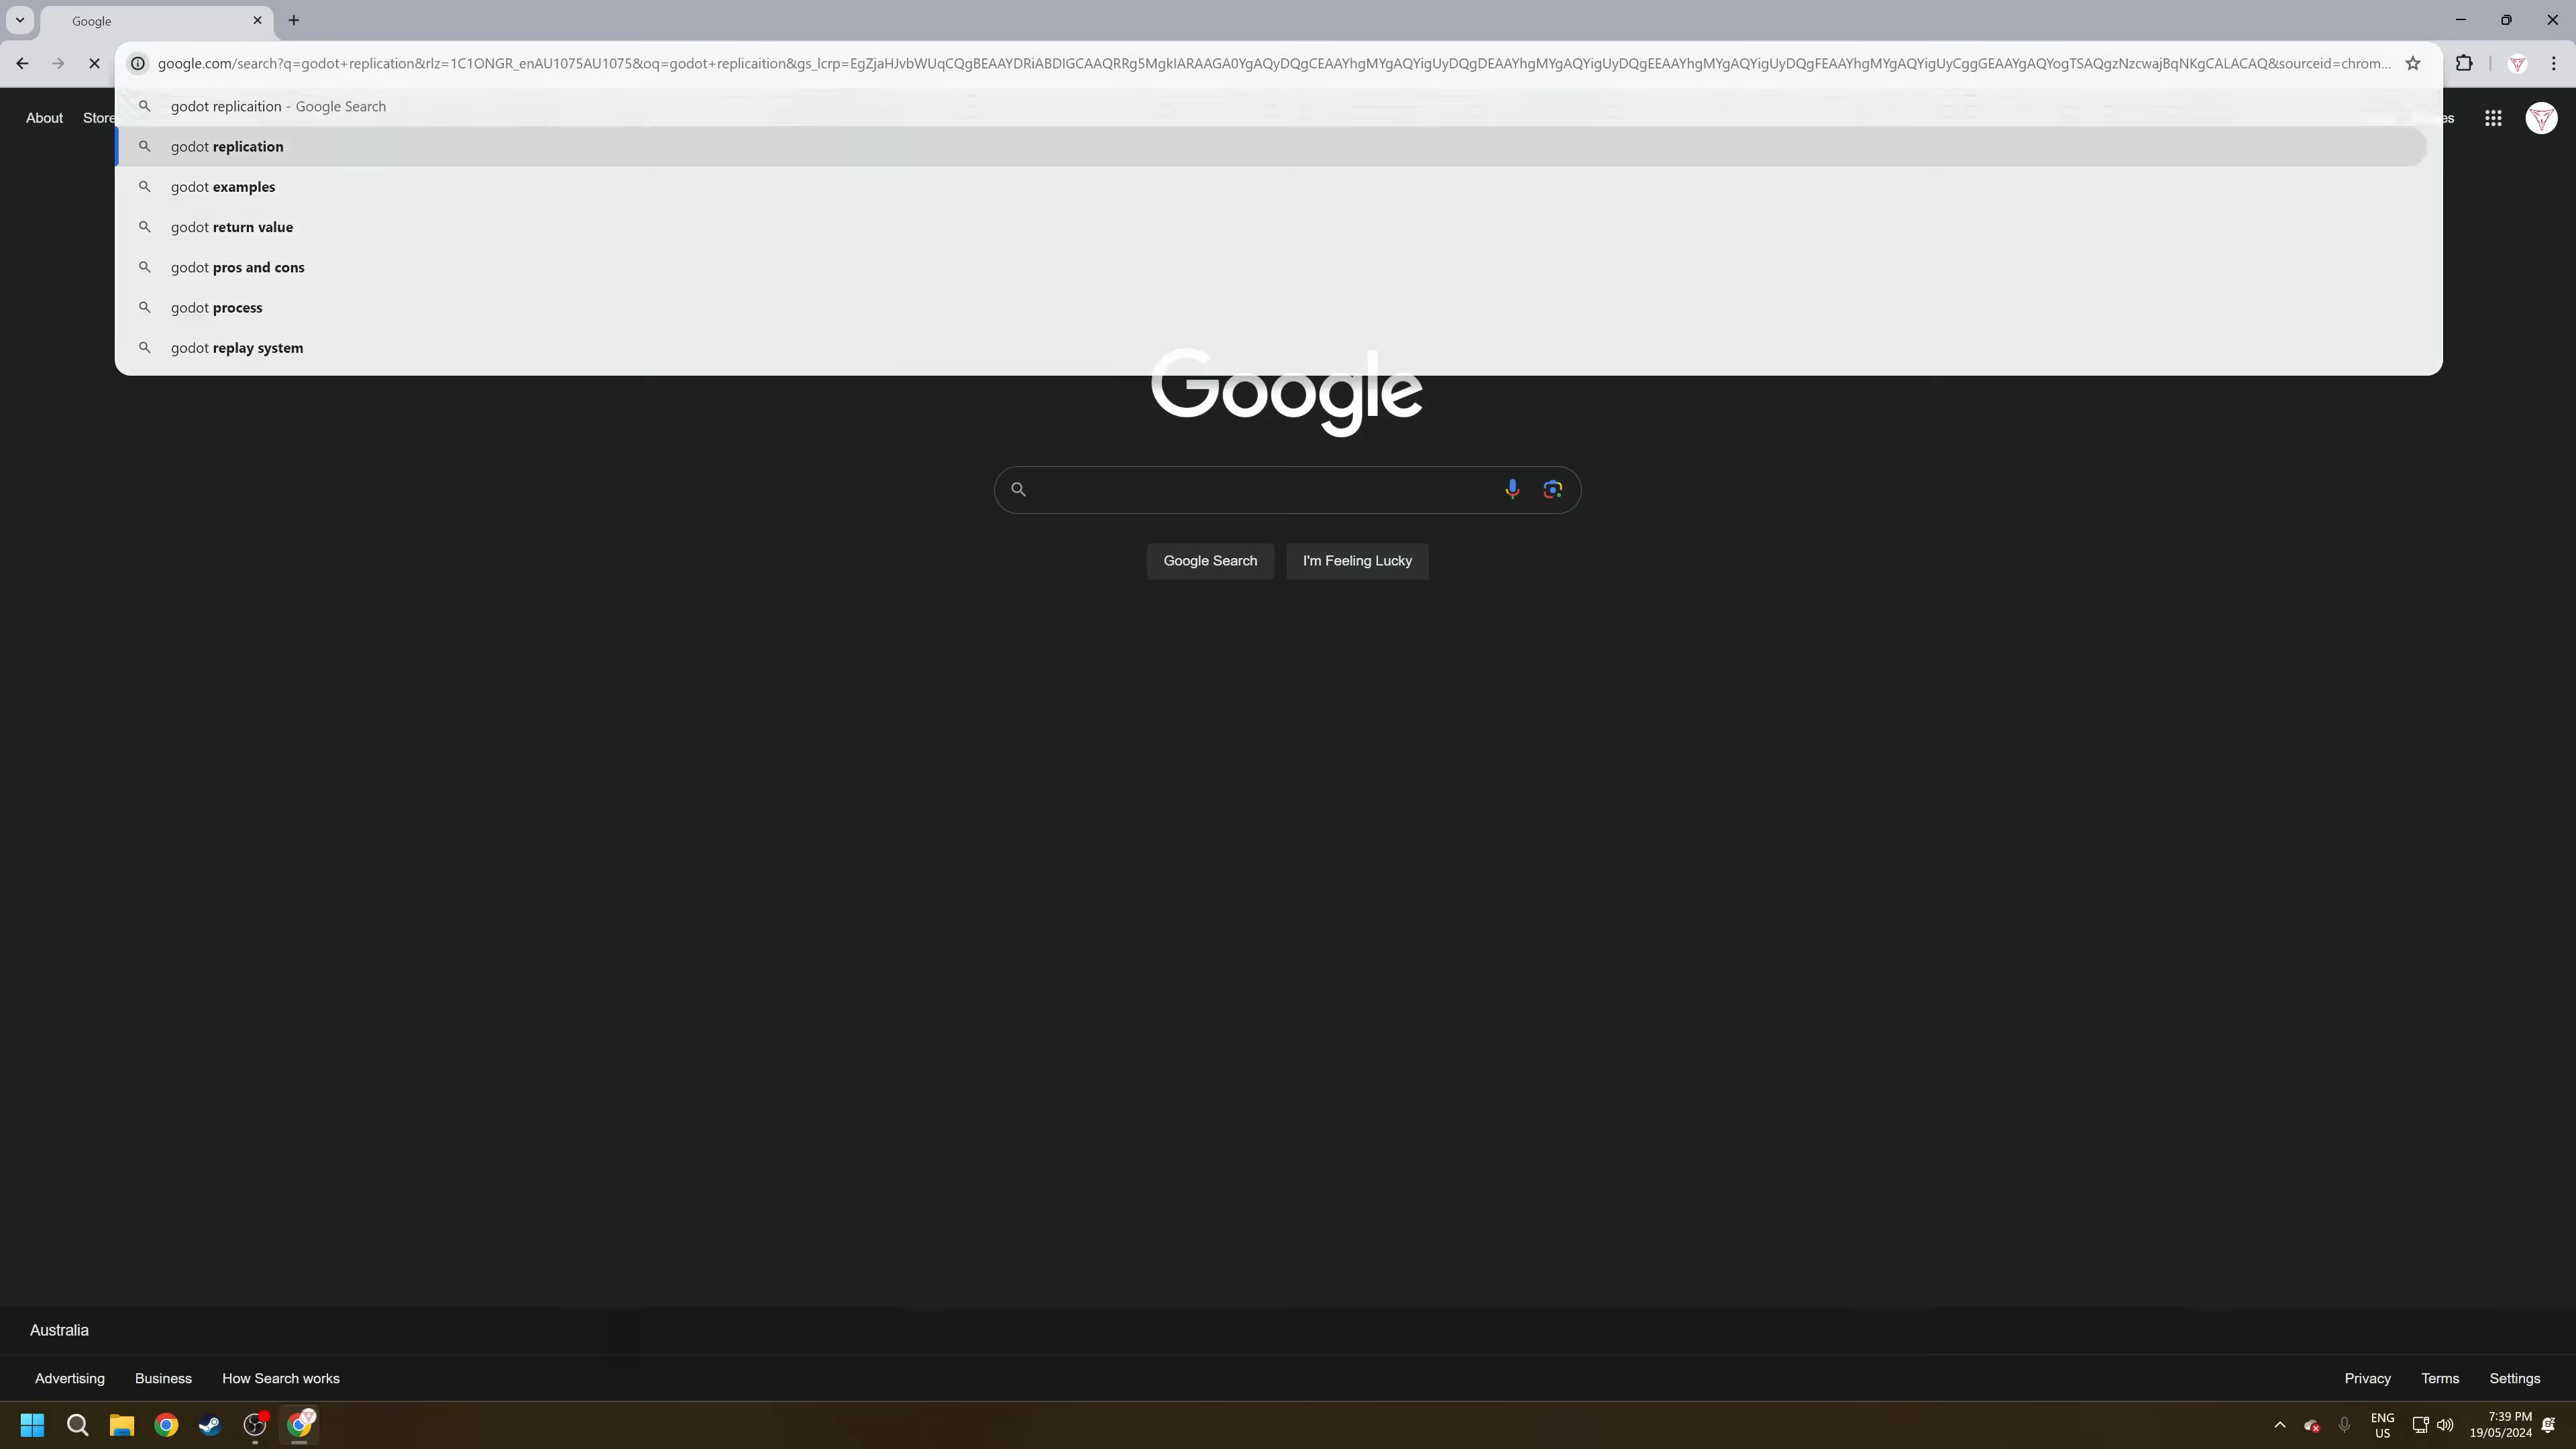 Google
google.com/search?q=godot+replication&rlz=1C1ONGR_enAU1075AU1075&oq=godot+replicaition&gs_lcrp=EgZjaHJvbWUqCQgBEAAYDRiABDIGCAAQRRg5MgkIARAAGA0YgAQyDQgCEAAYhgMYgAQYigUyDQgDEAAYhgMYgAQYigUyDQgEEAAYhgMYgAQYigUyDQgFEAAYhgMYgAQYigUyCggGEAAYgAQYogTSAQgzNzcwajBqNKgCALACAQ&sourceid=chrom...
godot replicaition - Google Search
About Store
es
godot replication
godot examples
godot return value
godot pros and cons
godot process
godot replay system
Google
Google Search I'm Feeling Lucky
Australia
Advertising Business How Search works Privacy Terms Settings
ENG US
7:39 PM
19/05/2024